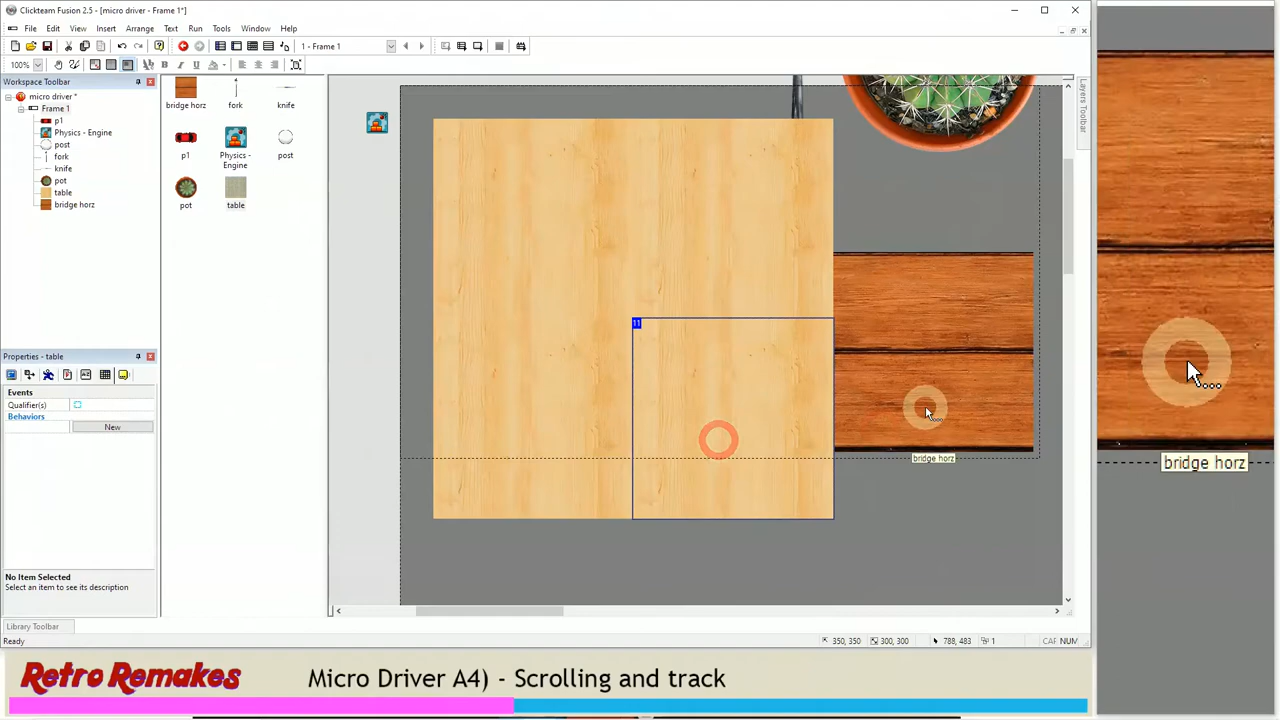 Clickteam Fusion 2.5 - [micro driver - Frame 1*]
File Edit View Insert Arrange Text Run Tools Window Help
1 - Frame 1
100%
B I U
Workspace Toolbar
micro driver *
Frame 1
p1
Physics - Engine
post
fork
knife
pot
table
bridge horz
bridge horz fork knife
p1 Physics - Engine post
pot table
Layers Toolbar
11
bridge horz
bridge horz
Properties - table
Events
Qualifier(s)
Behaviors
New
No Item Selected
Select an item to see its description
Library Toolbar
Ready
350, 350 300, 300 788, 483 1 CAF NUM
Retro Remakes Micro Driver A4) - Scrolling and track